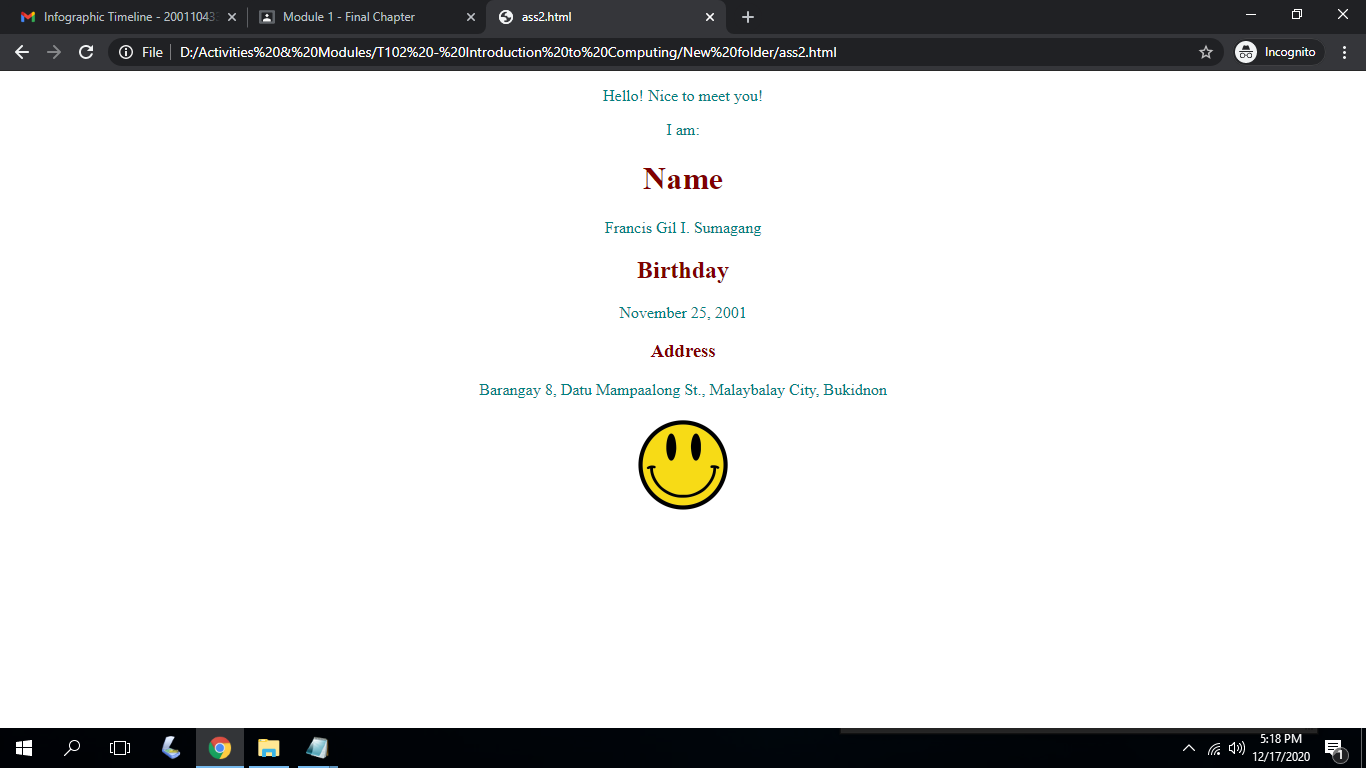 Infographic Timeline - 20011043
Module 1 - Final Chapter
ass2.html
File
D:/Activities%20&%20Modules/T102%20-%20Introduction%20to%20Computing/New%20folder/ass2.html
Incognito
Hello! Nice to meet you!
I am:
Name
Francis Gil I. Sumagang
Birthday
November 25, 2001
Address
Barangay 8, Datu Mampaalong St., Malaybalay City, Bukidnon
5:18 PM
12/17/2020
1